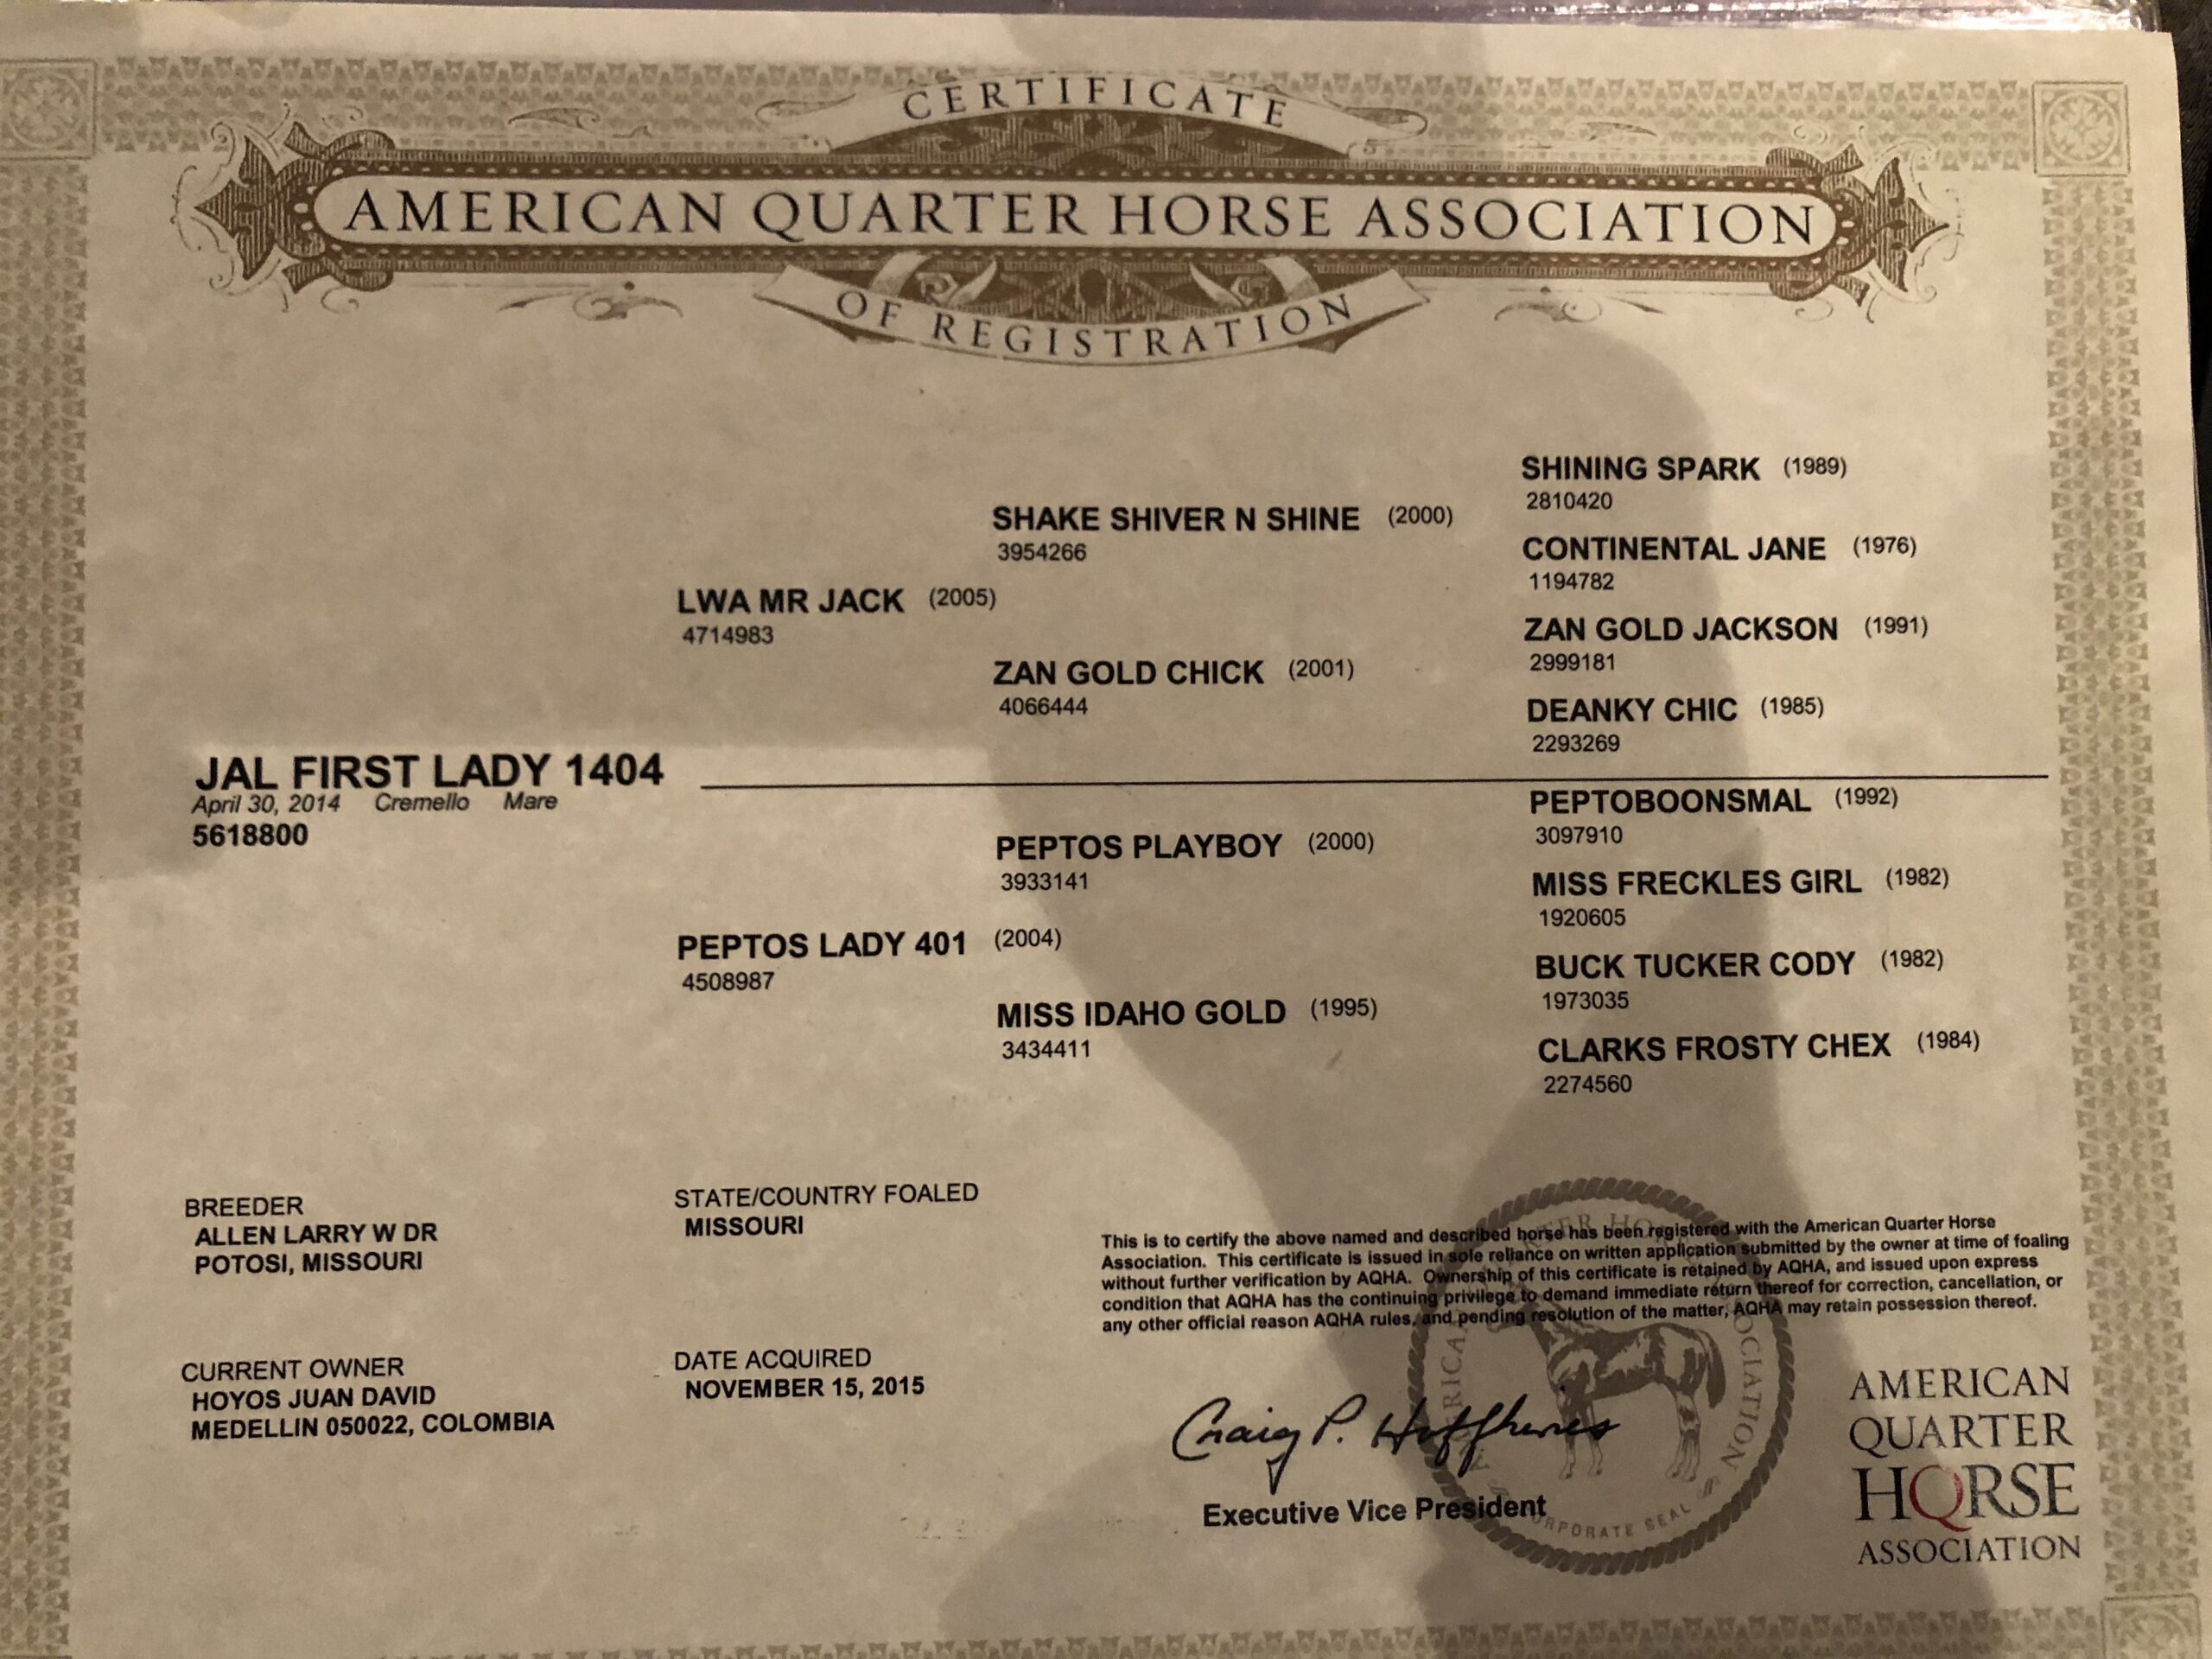 CERTIFICATE
AMERICAN QUARTER HORSE ASSOCIATION
OF REGISTRATION
SHINING SPARK (1989)
2810420
SHAKE SHIVER N SHINE (2000)
3954266
CONTINENTAL JANE (1976)
1194782
LWA MR JACK (2005)
4714983
ZAN GOLD JACKSON (1991)
2999181
ZAN GOLD CHICK (2001)
4066444
DEANKY CHIC (1985)
2293269
JAL FIRST LADY 1404
April 30, 2014 Cremello Mare
5618800
PEPTOBOONSMAL (1992)
3097910
PEPTOS PLAYBOY (2000)
3933141
MISS FRECKLES GIRL (1982)
1920605
PEPTOS LADY 401 (2004)
4508987
BUCK TUCKER CODY (1982)
1973035
MISS IDAHO GOLD (1995)
3434411
CLARKS FROSTY CHEX (1984)
2274560
BREEDER
ALLEN LARRY W DR
POTOSI, MISSOURI
STATE/COUNTRY FOALED
MISSOURI
This is to certify the above named and described horse has been registered with the American Quarter Horse
Association. This certificate is issued in sole reliance on written application submitted by the owner at time of foaling
without further verification by AQHA. Ownership of this certificate is retained by AQHA, and issued upon express
condition that AQHA has the continuing privilege to demand immediate return thereof for correction, cancellation, or
any other official reason AQHA rules, and pending resolution of the matter, AQHA may retain possession thereof.
CURRENT OWNER
HOYOS JUAN DAVID
MEDELLIN 050022, COLOMBIA
DATE ACQUIRED
NOVEMBER 15, 2015
Craig P. Huffhines
Executive Vice President
CORPORATE SEAL
AMERICAN
QUARTER
HORSE
ASSOCIATION